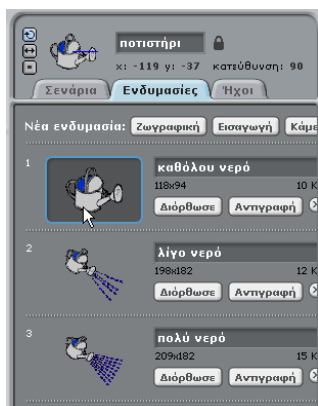 ποτιστήρι
x: -119 y: -37 κατεύθυνση: 90
Σενάρια Ενδυμασίες Ήχοι
Νέα ενδυμασία: Ζωγραφική Εισαγωγή Κάμε
1
καθόλου νερό
118x94 10 K
Διόρθωσε Αντιγραφή
2
λίγο νερό
198x182 12 K
Διόρθωσε Αντιγραφή
3
πολύ νερό
209x182 15 K
Διόρθωσε Αντιγραφή